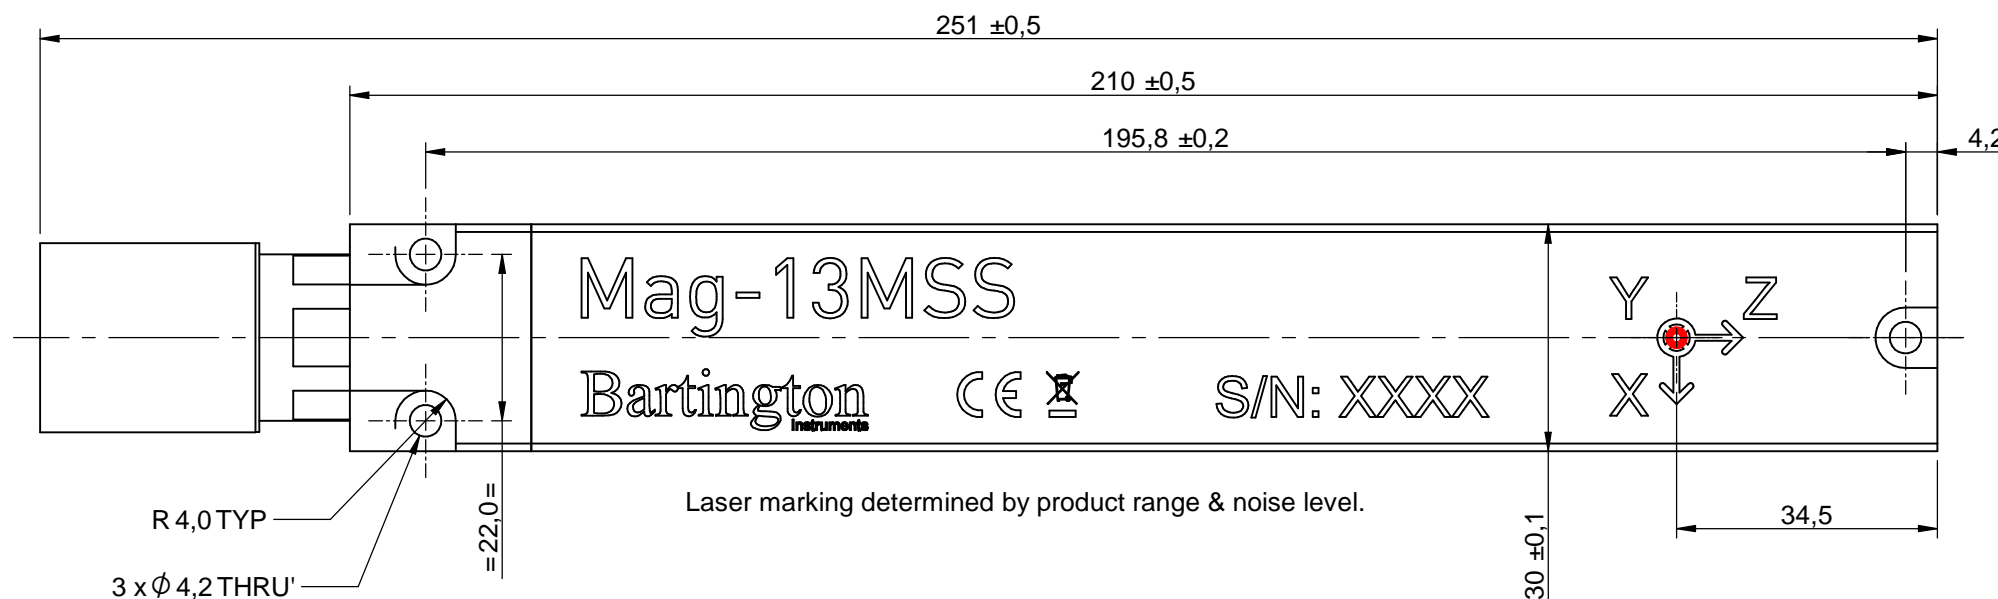 251 ±0,5
210 ±0,5
195,8 ±0,2
4,2
Mag-13MSS
Y Z
X
Bartington
Instruments
CE
S/N: XXXX
R 4,0 TYP
=22,0=
Laser marking determined by product range & noise level.
30 ±0,1
34,5
3 x ϕ 4,2 THRU'